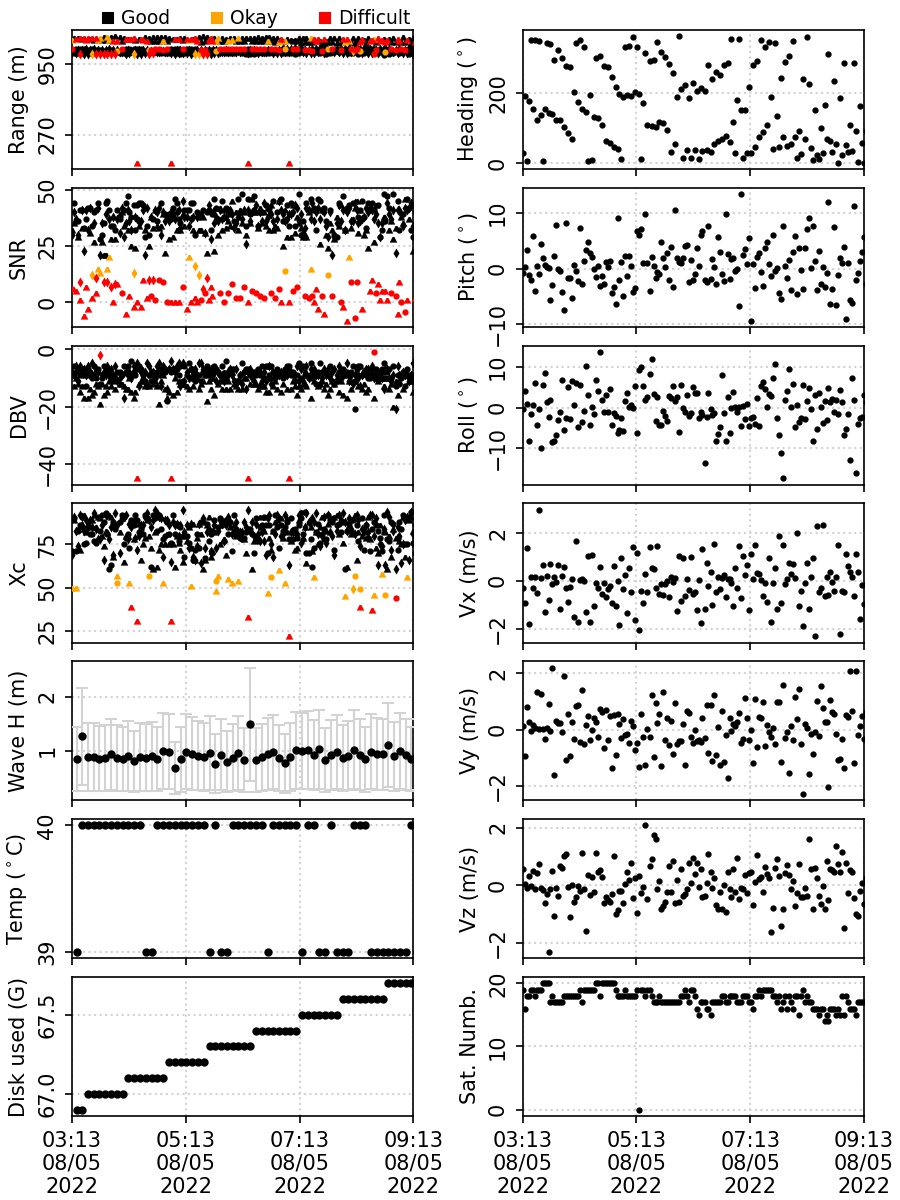 Good Okay Difficult
Range (m)
950
270
Heading (°)
200
0
SNR
50
25
0
Pitch (°)
10
0
−10
DBV
0
−20
−40
Roll (°)
10
0
−10
Xc
75
50
25
Vx (m/s)
2
0
−2
Wave H (m)
2
1
Vy (m/s)
2
0
−2
Temp (°C)
40
39
Vz (m/s)
2
0
−2
Disk used (G)
67.5
67.0
Sat. Numb.
20
10
0
03:13 05:13 07:13 09:13
08/05 08/05 08/05 08/05
2022 2022 2022 2022
03:13 05:13 07:13 09:13
08/05 08/05 08/05 08/05
2022 2022 2022 2022